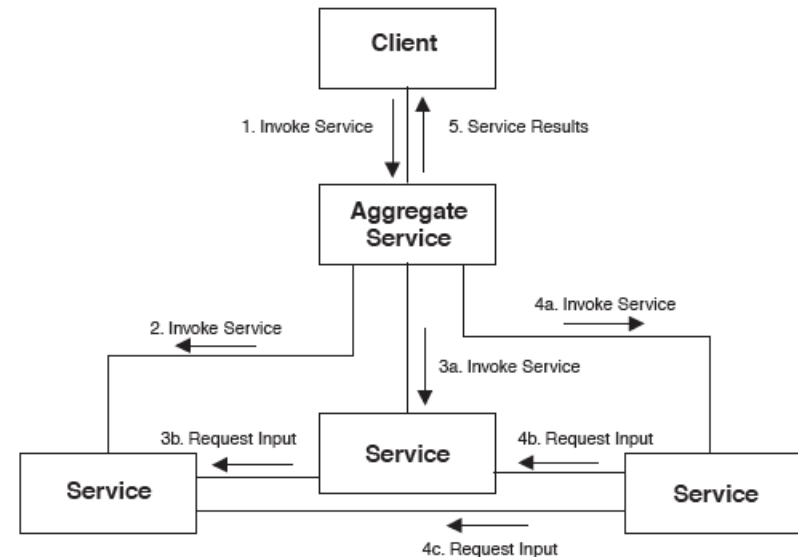 Client
1. Invoke Service
5. Service Results
Aggregate
Service
4a. Invoke Service
2. Invoke Service
3a. Invoke Service
3b. Request Input
Service
4b. Request Input
Service
Service
4c. Request Input